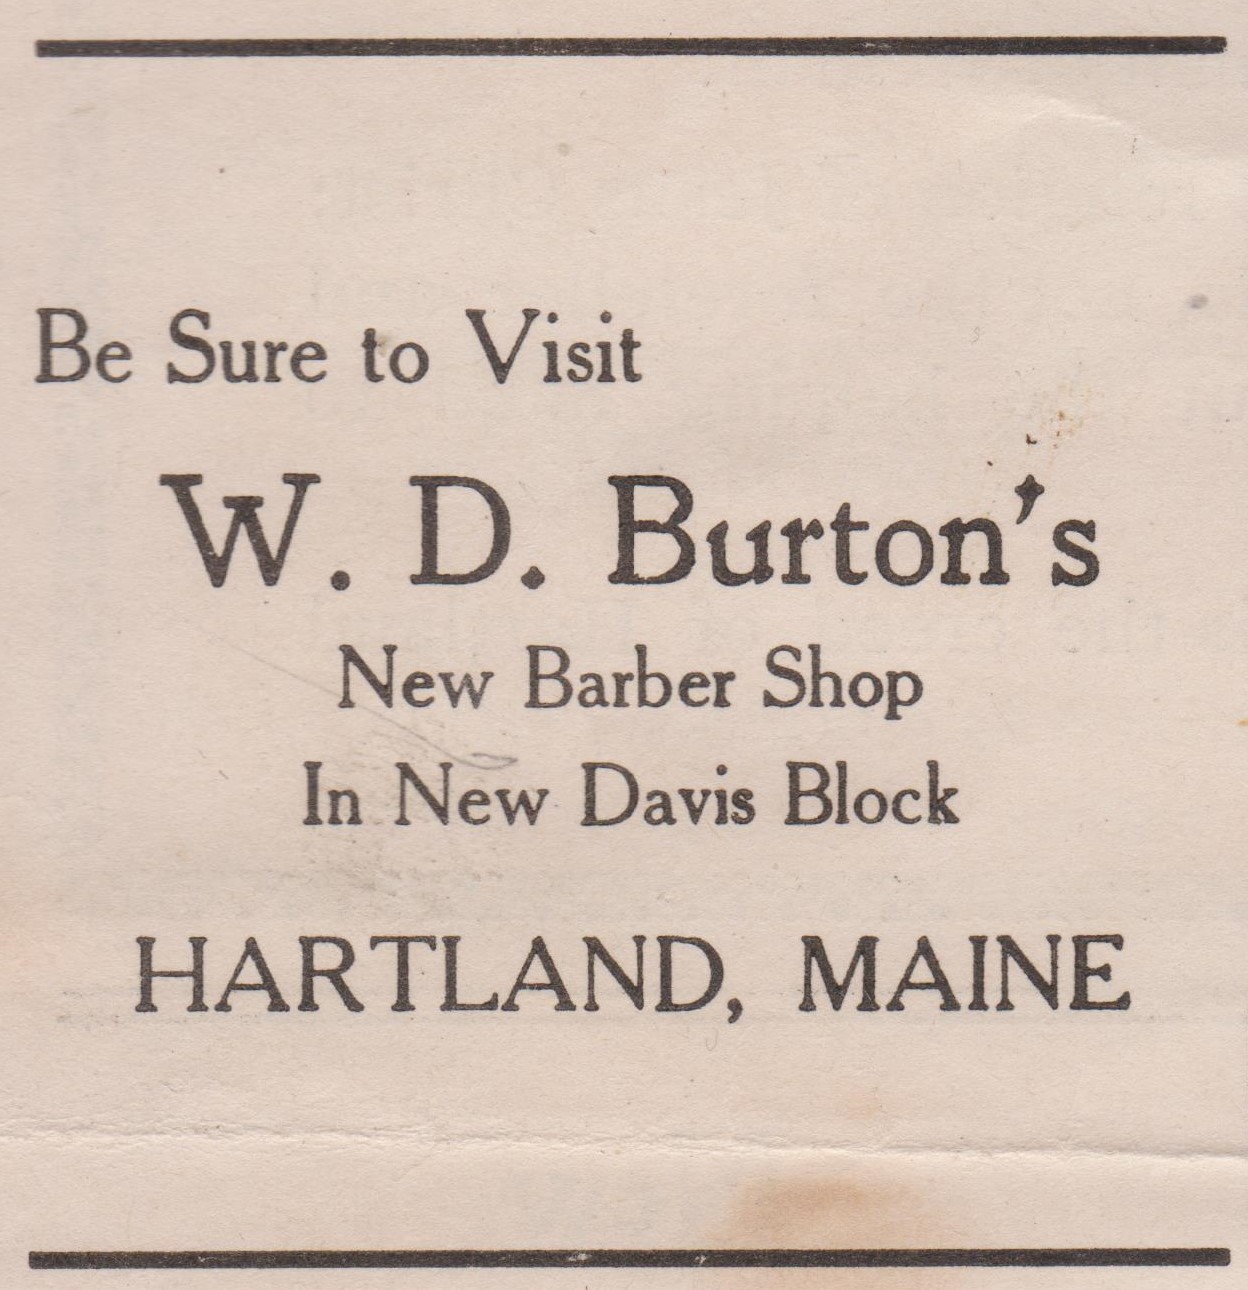 Be Sure to Visit
W. D. Burton's
New Barber Shop
In New Davis Block
HARTLAND, MAINE